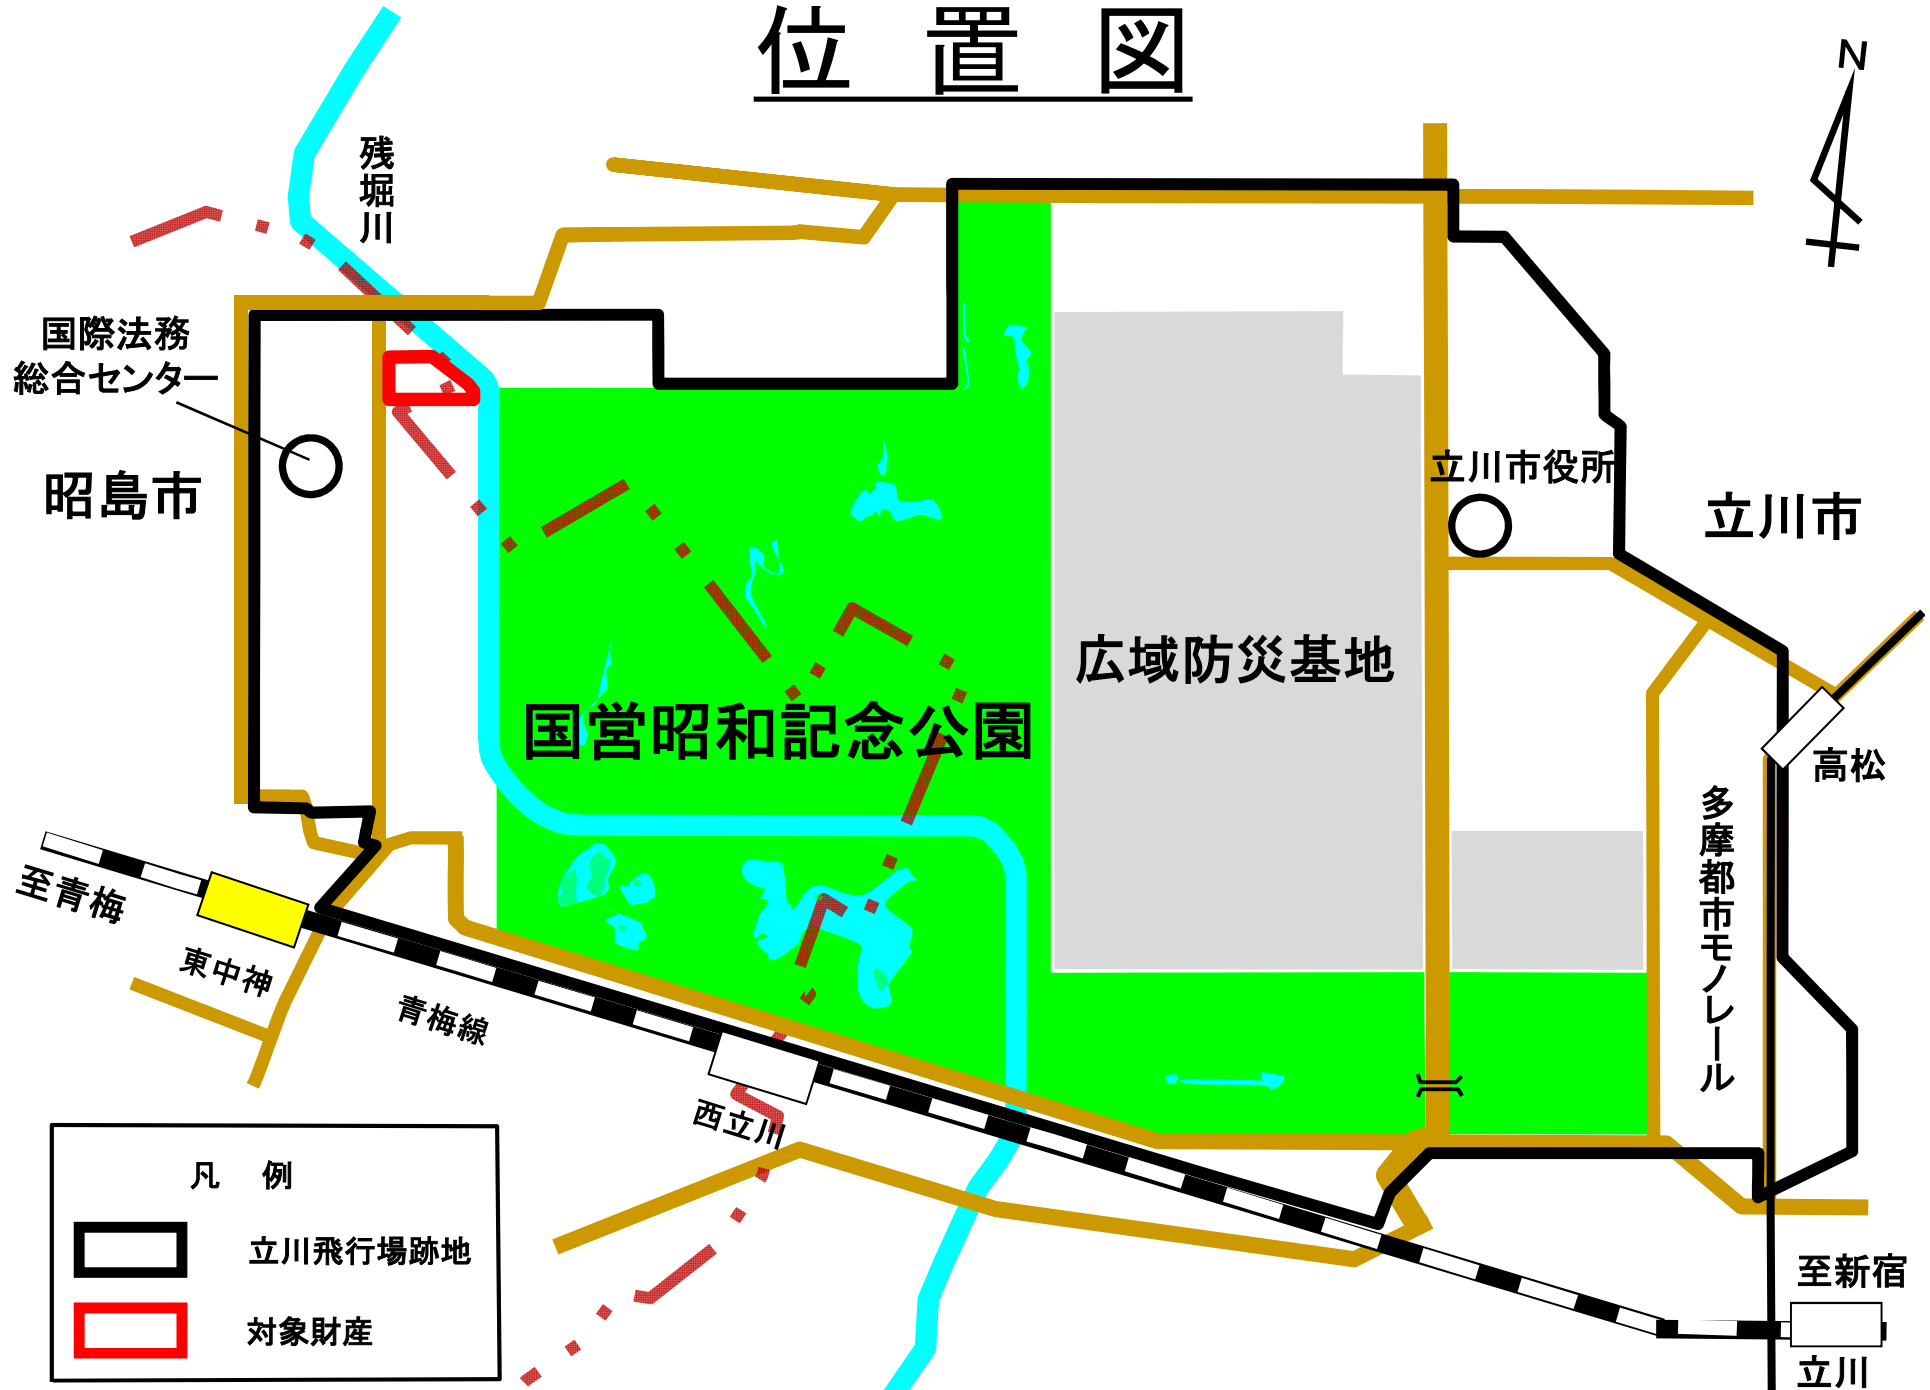 位置図
N
残堀川
国際法務
総合センター
昭島市
立川市役所
立川市
広域防災基地
国営昭和記念公園
高松
多摩都市モノレール
至青梅
東中神
青梅線
西立川
凡例
立川飛行場跡地
対象財産
至新宿
立川